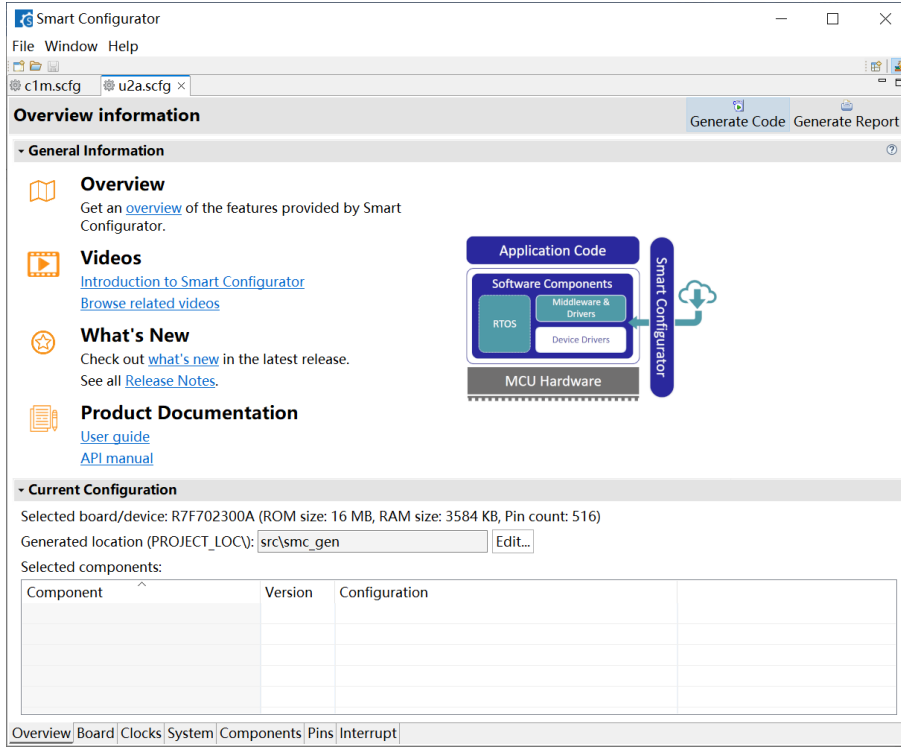 Smart Configurator
File Window Help
c1m.scfg
u2a.scfg
Overview information
Generate Code
Generate Report
General Information
Overview
Get an overview of the features provided by Smart
Configurator.
Videos
Introduction to Smart Configurator
Browse related videos
What's New
Check out what's new in the latest release.
See all Release Notes.
Product Documentation
User guide
API manual
Application Code
Software Components
RTOS
Middleware &
Drivers
Device Drivers
MCU Hardware
Smart Configurator
Current Configuration
Selected board/device: R7F702300A (ROM size: 16 MB, RAM size: 3584 KB, Pin count: 516)
Generated location (PROJECT_LOC\): src\smc_gen Edit...
Selected components:
Component Version Configuration
Overview Board Clocks System Components Pins Interrupt